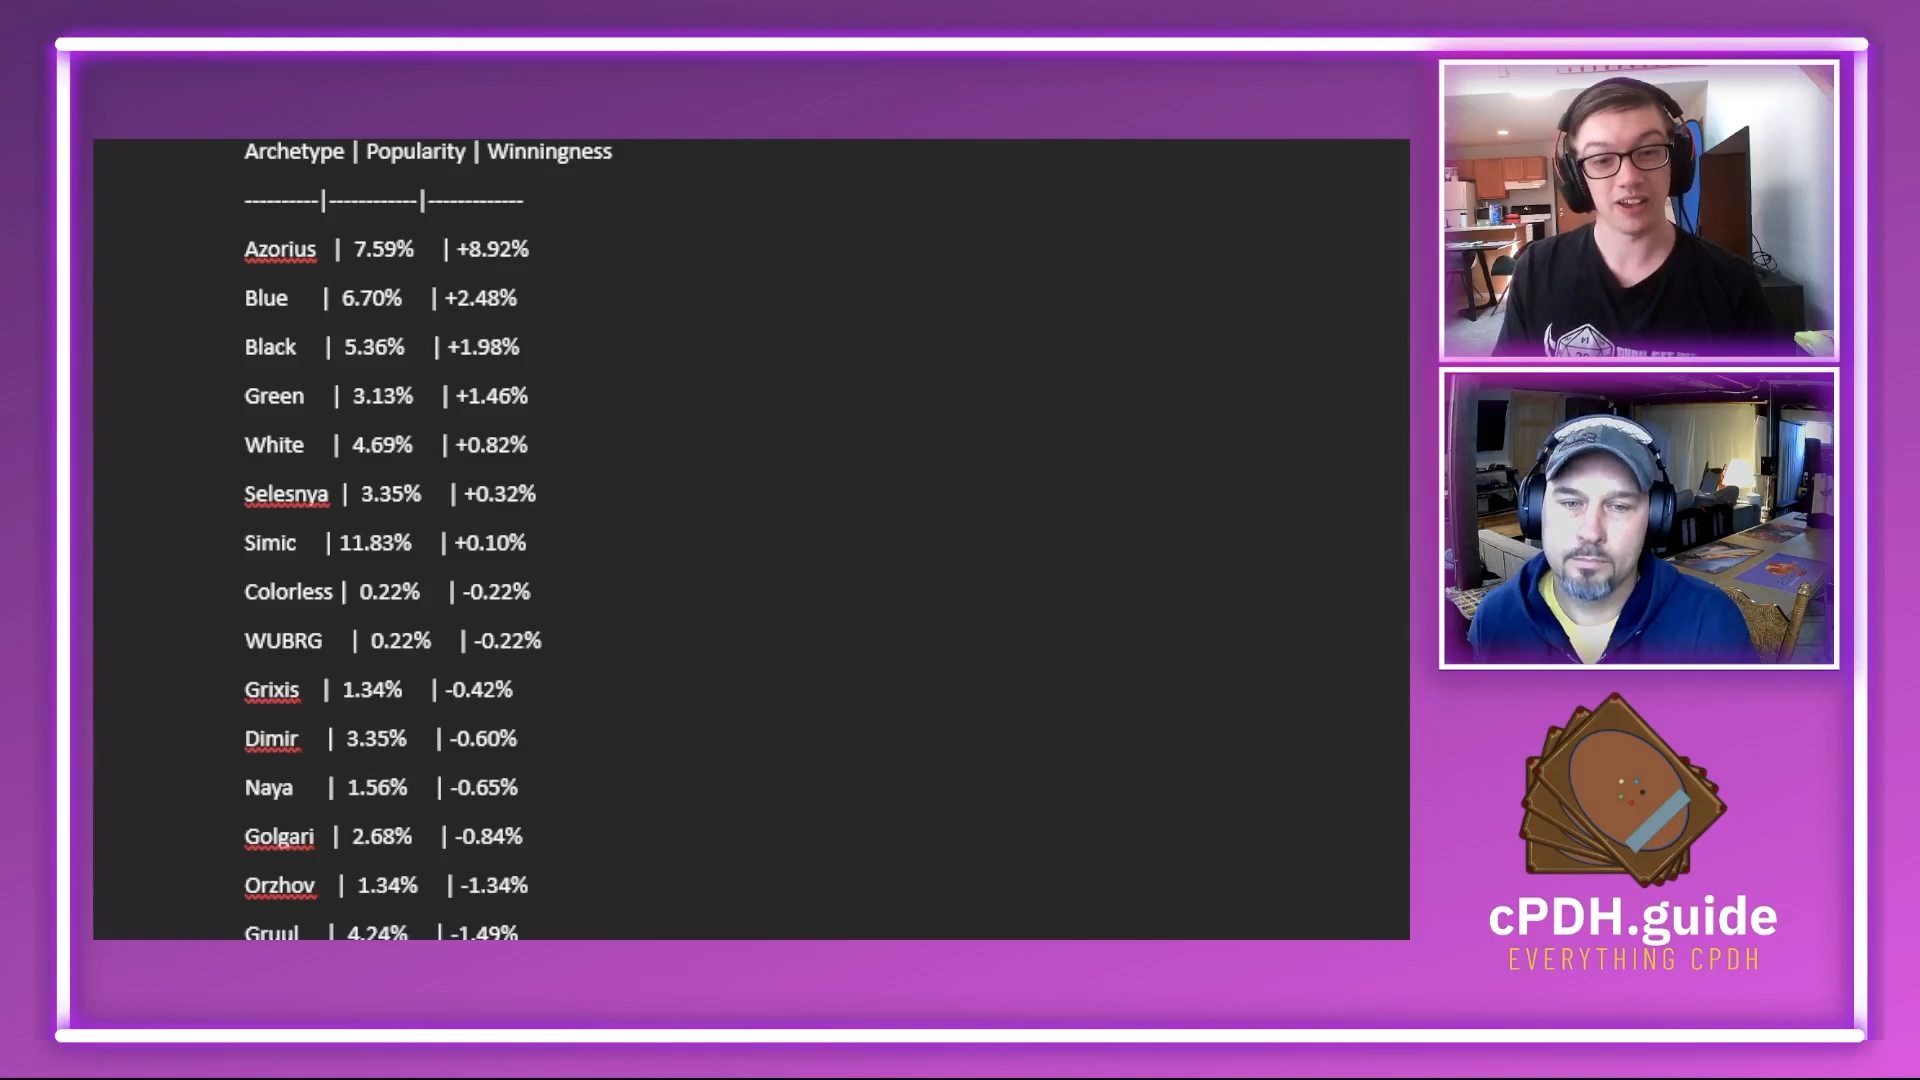 Archetype | Popularity | Winningness
----------|------------|-------------
Azorius | 7.59% | +8.92%
Blue | 6.70% | +2.48%
Black | 5.36% | +1.98%
Green | 3.13% | +1.46%
White | 4.69% | +0.82%
Selesnya | 3.35% | +0.32%
Simic | 11.83% | +0.10%
Colorless | 0.22% | -0.22%
WUBRG | 0.22% | -0.22%
Grixis | 1.34% | -0.42%
Dimir | 3.35% | -0.60%
Naya | 1.56% | -0.65%
Golgari | 2.68% | -0.84%
Orzhov | 1.34% | -1.34%
Gruul | 4.24% | -1.49%
14
20
cPDH.guide
EVERYTHING CPDH